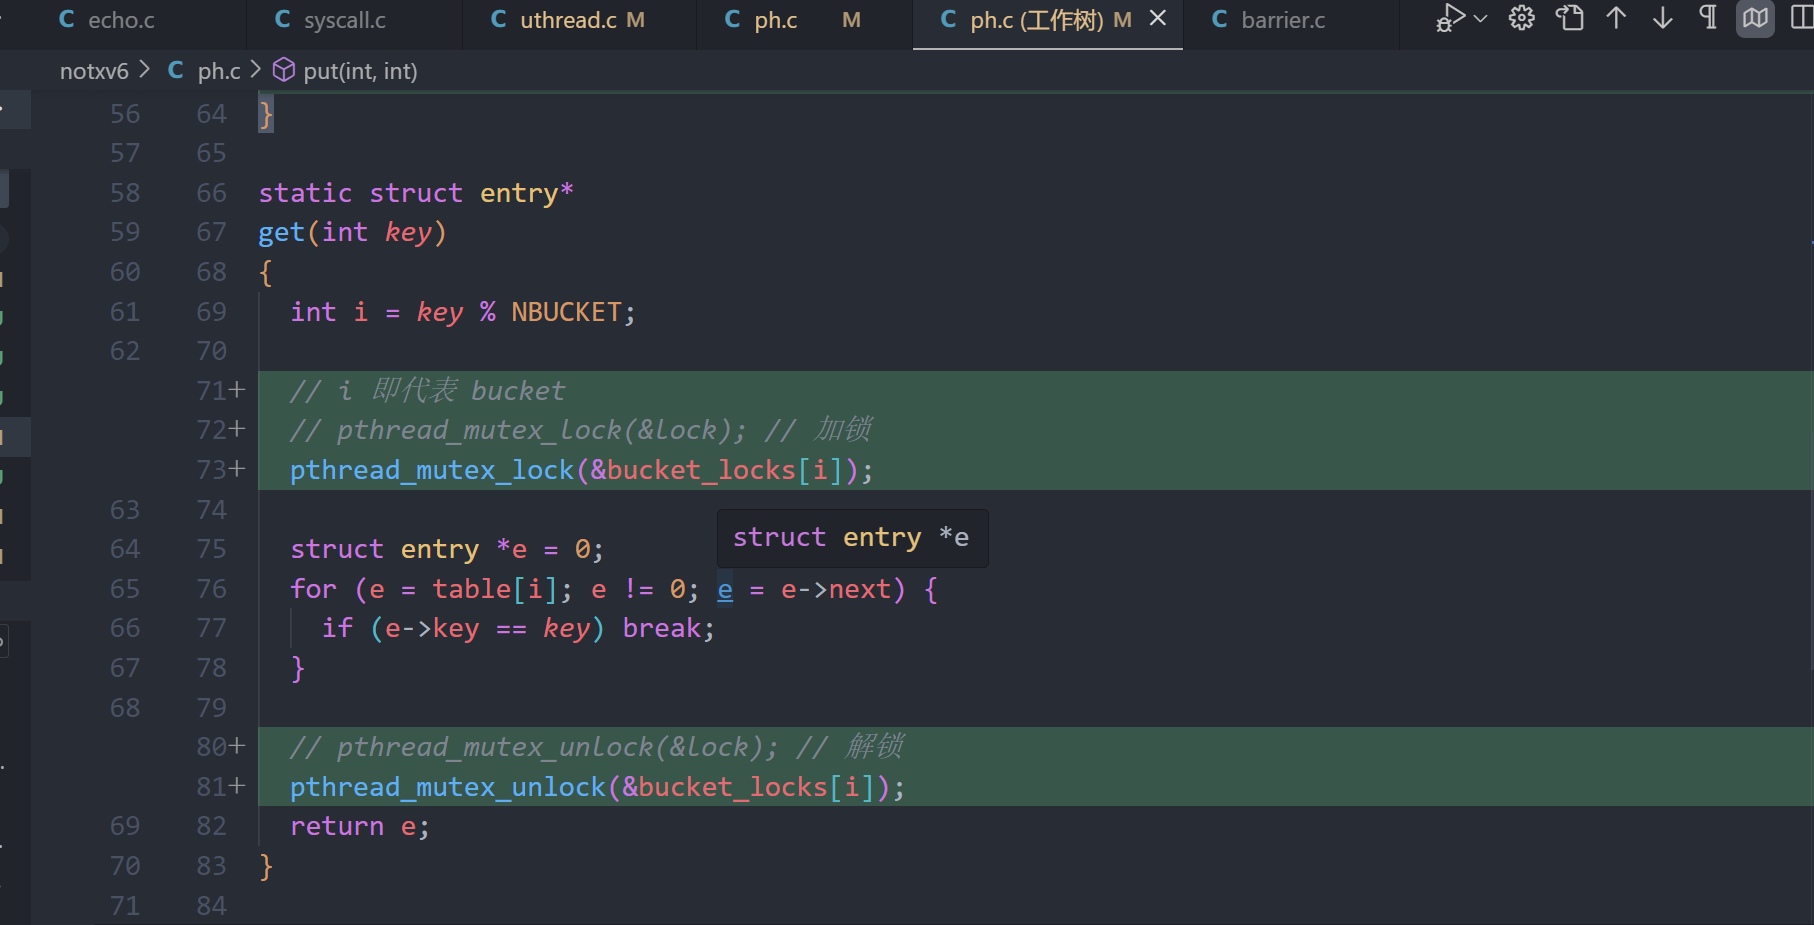 C echo.c C syscall.c C uthread.c M C ph.c M C ph.c (工作树) M C barrier.c
notxv6 > C ph.c > put(int, int)
56 64 }
57 65
58 66 static struct entry*
59 67 get(int key)
60 68 {
61 69 int i = key % NBUCKET;
62 70
71+ // i 即代表 bucket
72+ // pthread_mutex_lock(&lock); // 加锁
73+ pthread_mutex_lock(&bucket_locks[i]);
63 74
struct entry *e
64 75 struct entry *e = 0;
65 76 for (e = table[i]; e != 0; e = e->next) {
66 77 if (e->key == key) break;
67 78 }
68 79
80+ // pthread_mutex_unlock(&lock); // 解锁
81+ pthread_mutex_unlock(&bucket_locks[i]);
69 82 return e;
70 83 }
71 84